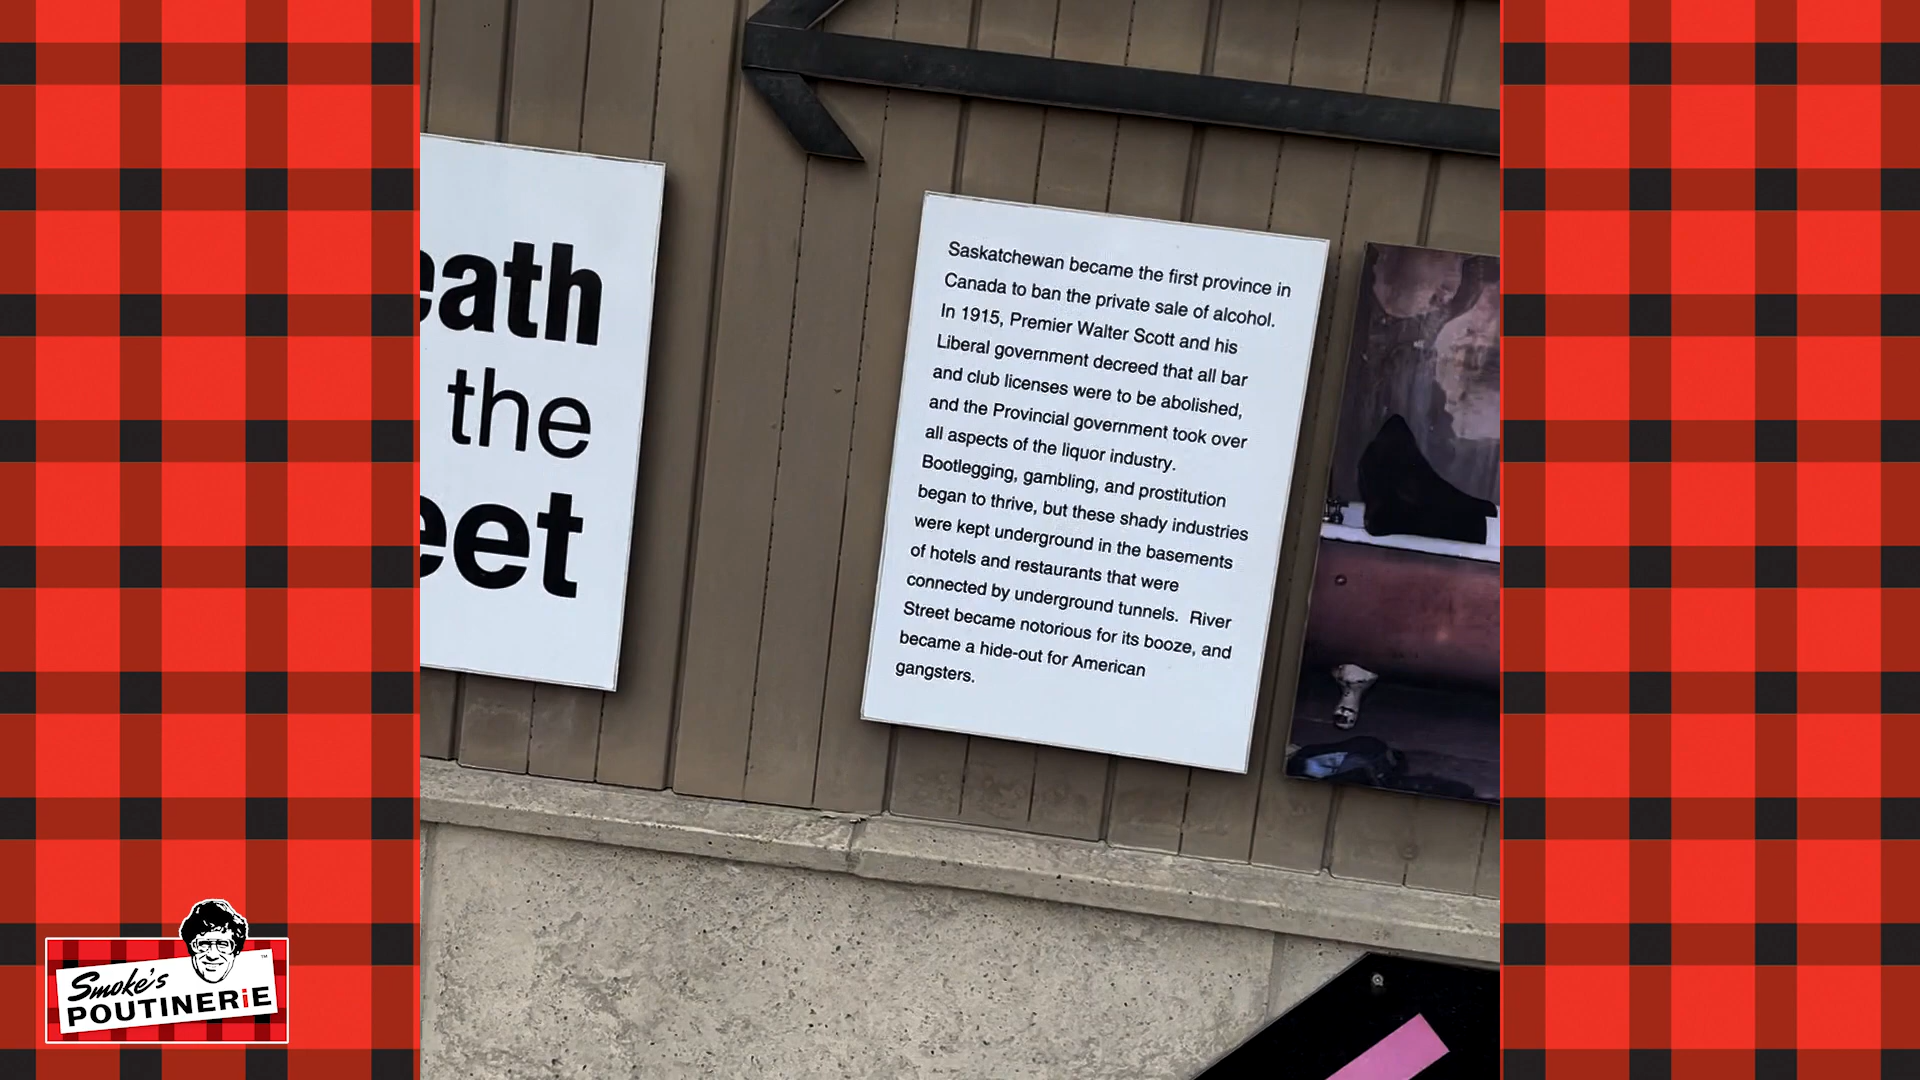 eath
the
eet
Saskatchewan became the first province in
Canada to ban the private sale of alcohol.
In 1915, Premier Walter Scott and his
Liberal government decreed that all bar
and club licenses were to be abolished,
and the Provincial government took over
all aspects of the liquor industry.
Bootlegging, gambling, and prostitution
began to thrive, but these shady industries
were kept underground in the basements
of hotels and restaurants that were
connected by underground tunnels. River
Street became notorious for its booze, and
became a hide-out for American
gangsters.
Smoke's
POUTINERiE
™